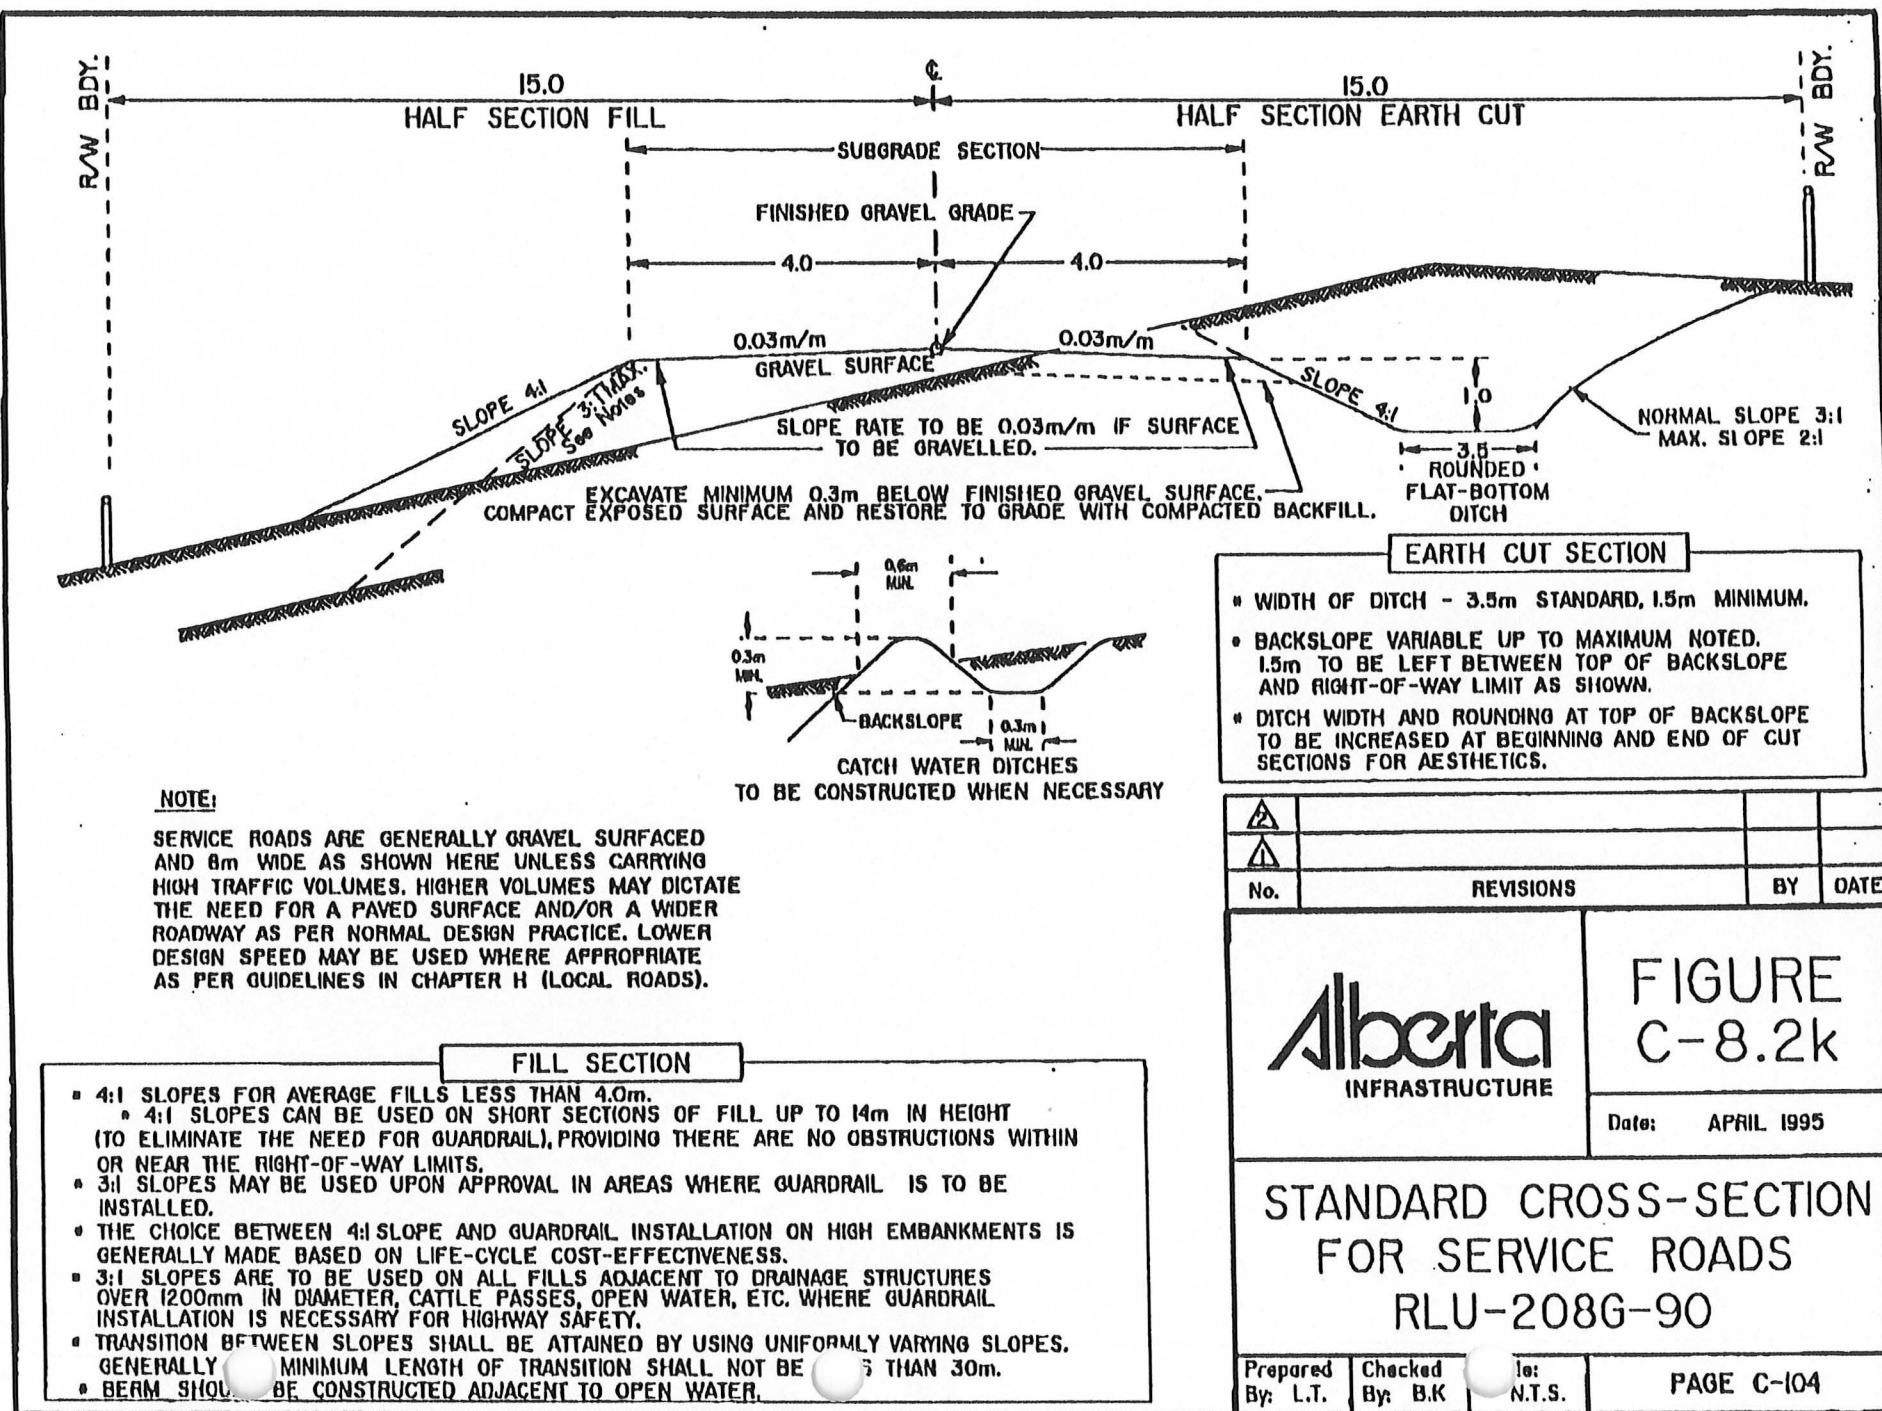 15.0
HALF SECTION FILL
℄
15.0
HALF SECTION EARTH CUT
R/W BDY.
R/W BDY.
SUBGRADE SECTION
FINISHED GRAVEL GRADE
4.0
4.0
0.03m/m
0.03m/m
GRAVEL SURFACE
SLOPE 4:1
SLOPE 3:1 MAX.
See Notes
SLOPE 4:1
1.0
NORMAL SLOPE 3:1
MAX. SLOPE 2:1
SLOPE RATE TO BE 0.03m/m IF SURFACE
TO BE GRAVELLED.
3.5
ROUNDED
FLAT-BOTTOM
DITCH
EXCAVATE MINIMUM 0.3m BELOW FINISHED GRAVEL SURFACE.
COMPACT EXPOSED SURFACE AND RESTORE TO GRADE WITH COMPACTED BACKFILL.
0.6m
MIN.
0.3m
MIN.
BACKSLOPE
0.3m
MIN.
CATCH WATER DITCHES
TO BE CONSTRUCTED WHEN NECESSARY
EARTH CUT SECTION
WIDTH OF DITCH - 3.5m STANDARD, 1.5m MINIMUM.
BACKSLOPE VARIABLE UP TO MAXIMUM NOTED.
1.5m TO BE LEFT BETWEEN TOP OF BACKSLOPE
AND RIGHT-OF-WAY LIMIT AS SHOWN.
DITCH WIDTH AND ROUNDING AT TOP OF BACKSLOPE
TO BE INCREASED AT BEGINNING AND END OF CUT
SECTIONS FOR AESTHETICS.
NOTE:
SERVICE ROADS ARE GENERALLY GRAVEL SURFACED
AND 8m WIDE AS SHOWN HERE UNLESS CARRYING
HIGH TRAFFIC VOLUMES. HIGHER VOLUMES MAY DICTATE
THE NEED FOR A PAVED SURFACE AND/OR A WIDER
ROADWAY AS PER NORMAL DESIGN PRACTICE. LOWER
DESIGN SPEED MAY BE USED WHERE APPROPRIATE
AS PER GUIDELINES IN CHAPTER H (LOCAL ROADS).
FILL SECTION
4:1 SLOPES FOR AVERAGE FILLS LESS THAN 4.0m.
4:1 SLOPES CAN BE USED ON SHORT SECTIONS OF FILL UP TO 14m IN HEIGHT
(TO ELIMINATE THE NEED FOR GUARDRAIL), PROVIDING THERE ARE NO OBSTRUCTIONS WITHIN
OR NEAR THE RIGHT-OF-WAY LIMITS.
3:1 SLOPES MAY BE USED UPON APPROVAL IN AREAS WHERE GUARDRAIL IS TO BE
INSTALLED.
THE CHOICE BETWEEN 4:1 SLOPE AND GUARDRAIL INSTALLATION ON HIGH EMBANKMENTS IS
GENERALLY MADE BASED ON LIFE-CYCLE COST-EFFECTIVENESS.
3:1 SLOPES ARE TO BE USED ON ALL FILLS ADJACENT TO DRAINAGE STRUCTURES
OVER 1200mm IN DIAMETER, CATTLE PASSES, OPEN WATER, ETC. WHERE GUARDRAIL
INSTALLATION IS NECESSARY FOR HIGHWAY SAFETY.
TRANSITION BETWEEN SLOPES SHALL BE ATTAINED BY USING UNIFORMLY VARYING SLOPES.
GENERALLY MINIMUM LENGTH OF TRANSITION SHALL NOT BE THAN 30m.
BERM BE CONSTRUCTED ADJACENT TO OPEN WATER.
2
1
No. REVISIONS BY DATE
Alberta
INFRASTRUCTURE
FIGURE
C-8.2k
Date: APRIL 1995
STANDARD CROSS-SECTION
FOR SERVICE ROADS
RLU-208G-90
Prepared
By: L.T.
Checked
By: B.K
N.T.S.
PAGE C-104